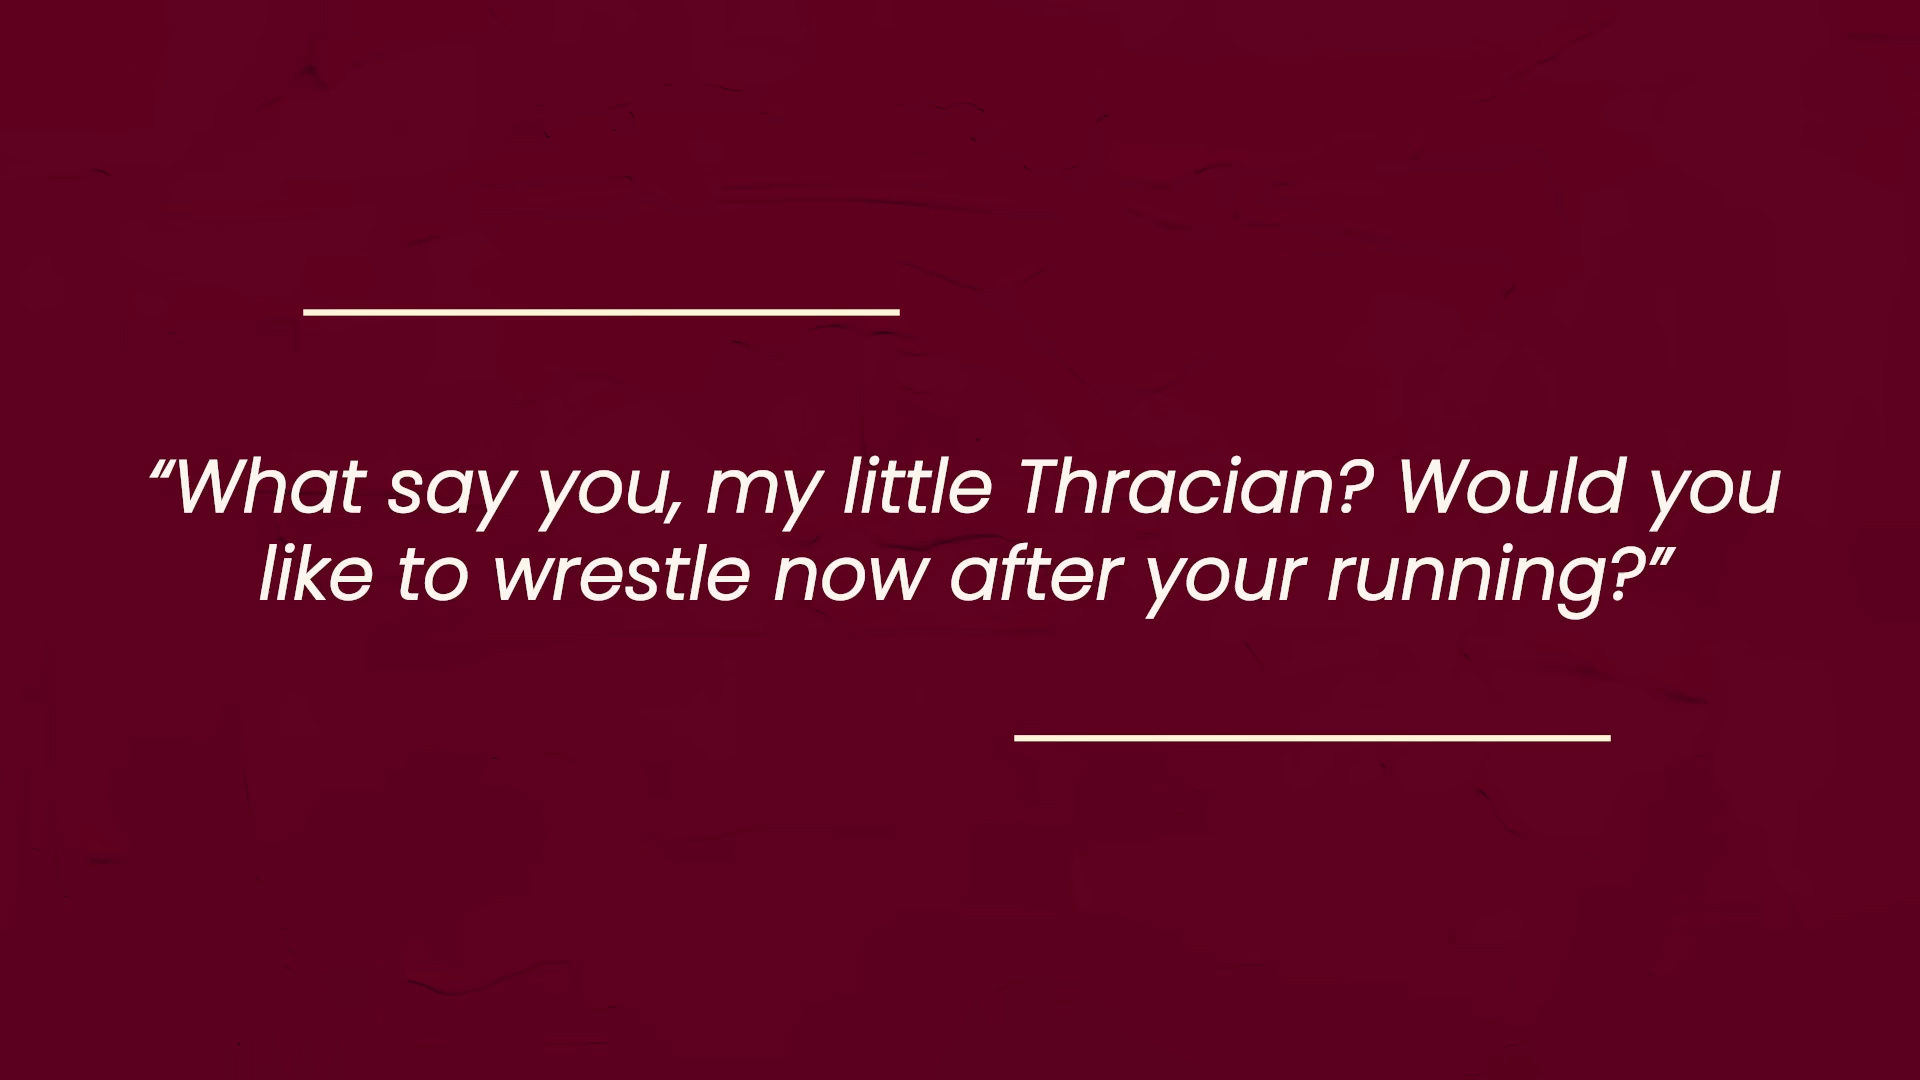 “What say you, my little Thracian? Would you
like to wrestle now after your running?”